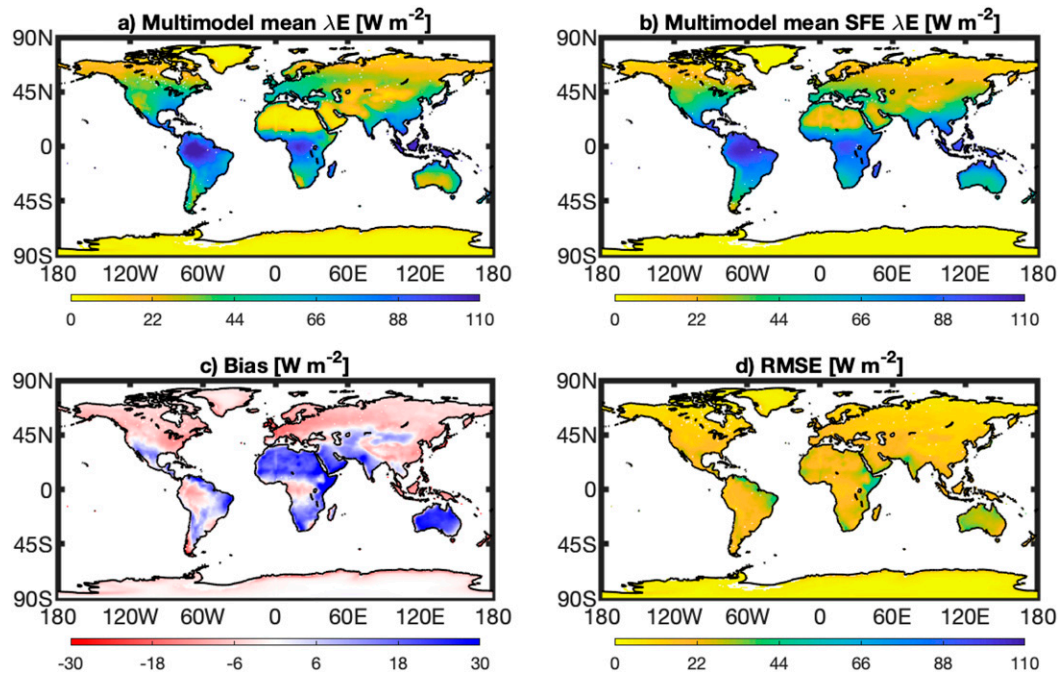 a) Multimodel mean λE [W m-2]
90N
45N
0
45S
90S
180 120W 60W 0 60E 120E 180
0 22 44 66 88 110
b) Multimodel mean SFE λE [W m-2]
90N
45N
0
45S
90S
180 120W 60W 0 60E 120E 180
0 22 44 66 88 110
c) Bias [W m-2]
90N
45N
0
45S
90S
180 120W 60W 0 60E 120E 180
-30 -18 -6 6 18 30
d) RMSE [W m-2]
90N
45N
0
45S
90S
180 120W 60W 0 60E 120E 180
0 22 44 66 88 110